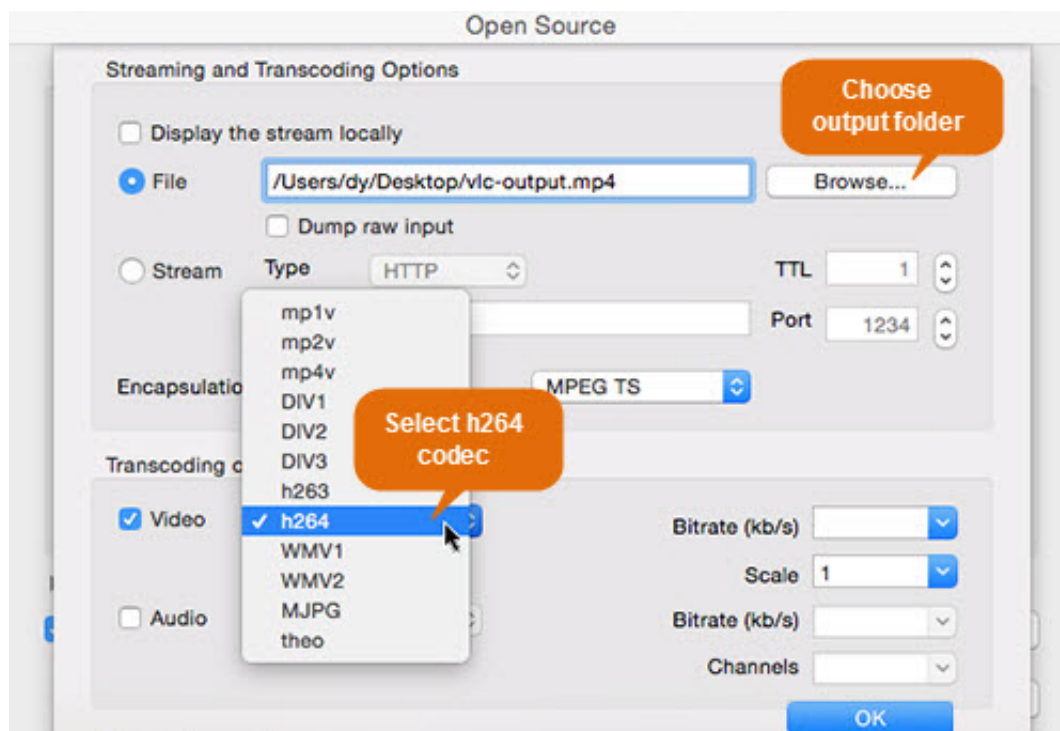 Open Source
Streaming and Transcoding Options
Choose
output folder
Display the stream locally
File
/Users/dy/Desktop/vlc-output.mp4
Browse...
Dump raw input
Stream
Type
HTTP
TTL
1
mp1v
mp2v
mp4v
DIV1
DIV2
DIV3
h263
h264
WMV1
WMV2
MJPG
theo
Port
1234
MPEG TS
Select h264
codec
Video
Bitrate (kb/s)
Scale
1
Audio
Bitrate (kb/s)
Channels
OK